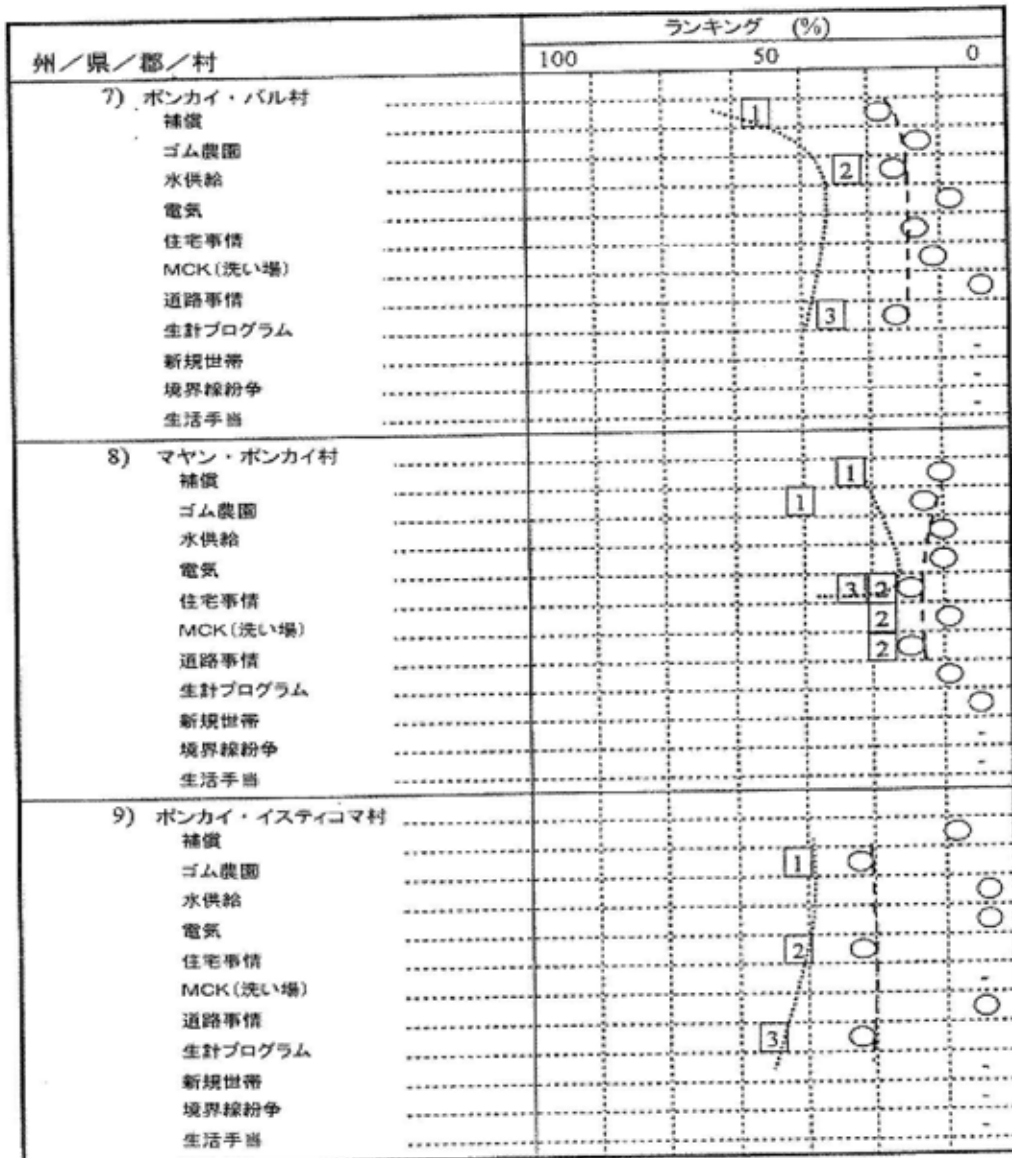 州／県／郡／村
ランキング (%)
100 50 0
7) ポンカイ・バル村
補償
1
ゴム農園
水供給
2
電気
住宅事情
MCK(洗い場)
道路事情
生計プログラム
3
新規世帯
-
境界線紛争
-
生活手当
-
8) マヤン・ポンカイ村
補償
1
ゴム農園
1
水供給
電気
住宅事情
3 2
MCK(洗い場)
2
道路事情
2
生計プログラム
新規世帯
境界線紛争
-
生活手当
-
9) ポンカイ・イスティコマ村
補償
ゴム農園
1
水供給
電気
住宅事情
2
MCK(洗い場)
-
道路事情
生計プログラム
3
新規世帯
-
境界線紛争
-
生活手当
-